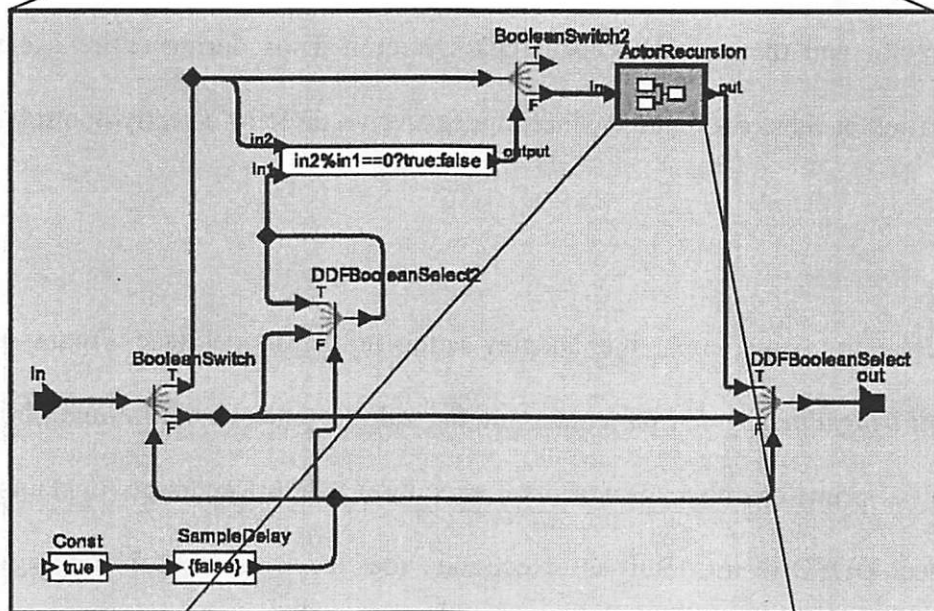 BooleanSwitch2
T
F
ActorRecursion
in
out
in2
in1
in2%in1==0?true:false
output
DDFBooleanSelect2
T
F
In
BooleanSwitch
T
F
DDFBooleanSelect
T
F
out
Const
true
SampleDelay
{false}